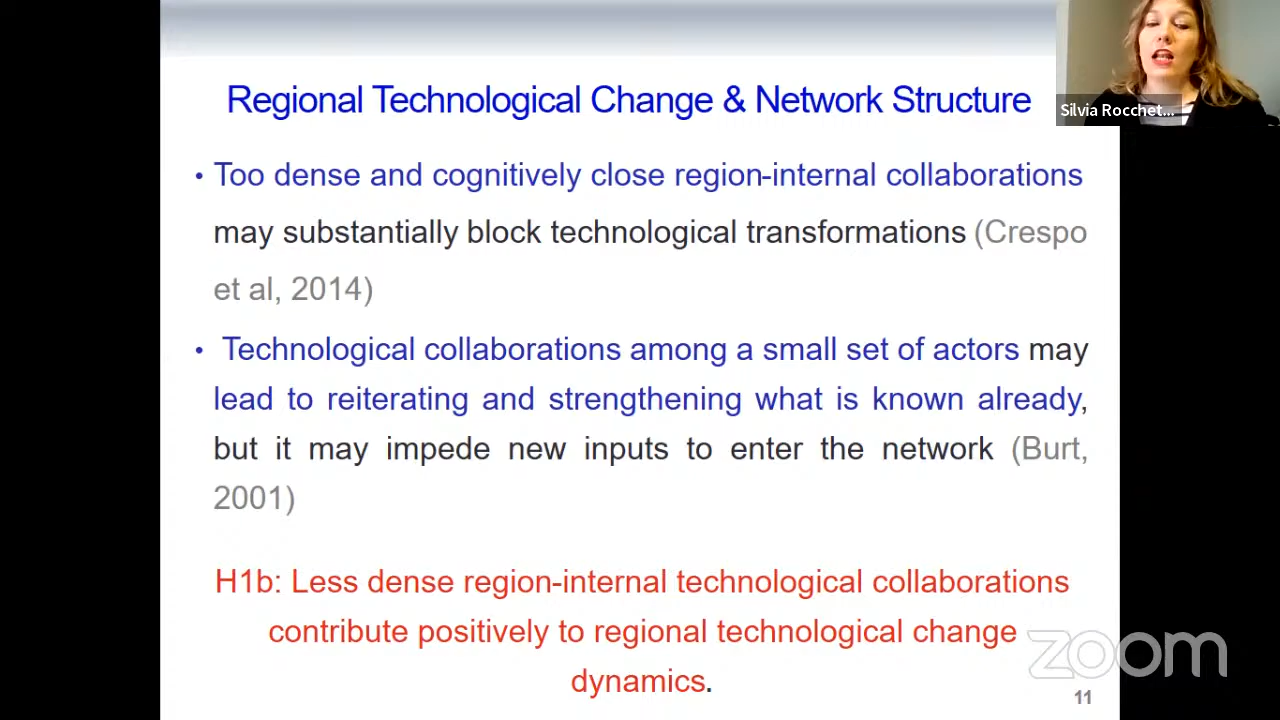 Regional Technological Change & Network Structure
Silvia Rocchet...
• Too dense and cognitively close region-internal collaborations
may substantially block technological transformations (Crespo
et al, 2014)
• Technological collaborations among a small set of actors may
lead to reiterating and strengthening what is known already,
but it may impede new inputs to enter the network (Burt,
2001)
H1b: Less dense region-internal technological collaborations
contribute positively to regional technological change
dynamics.
zoom
11